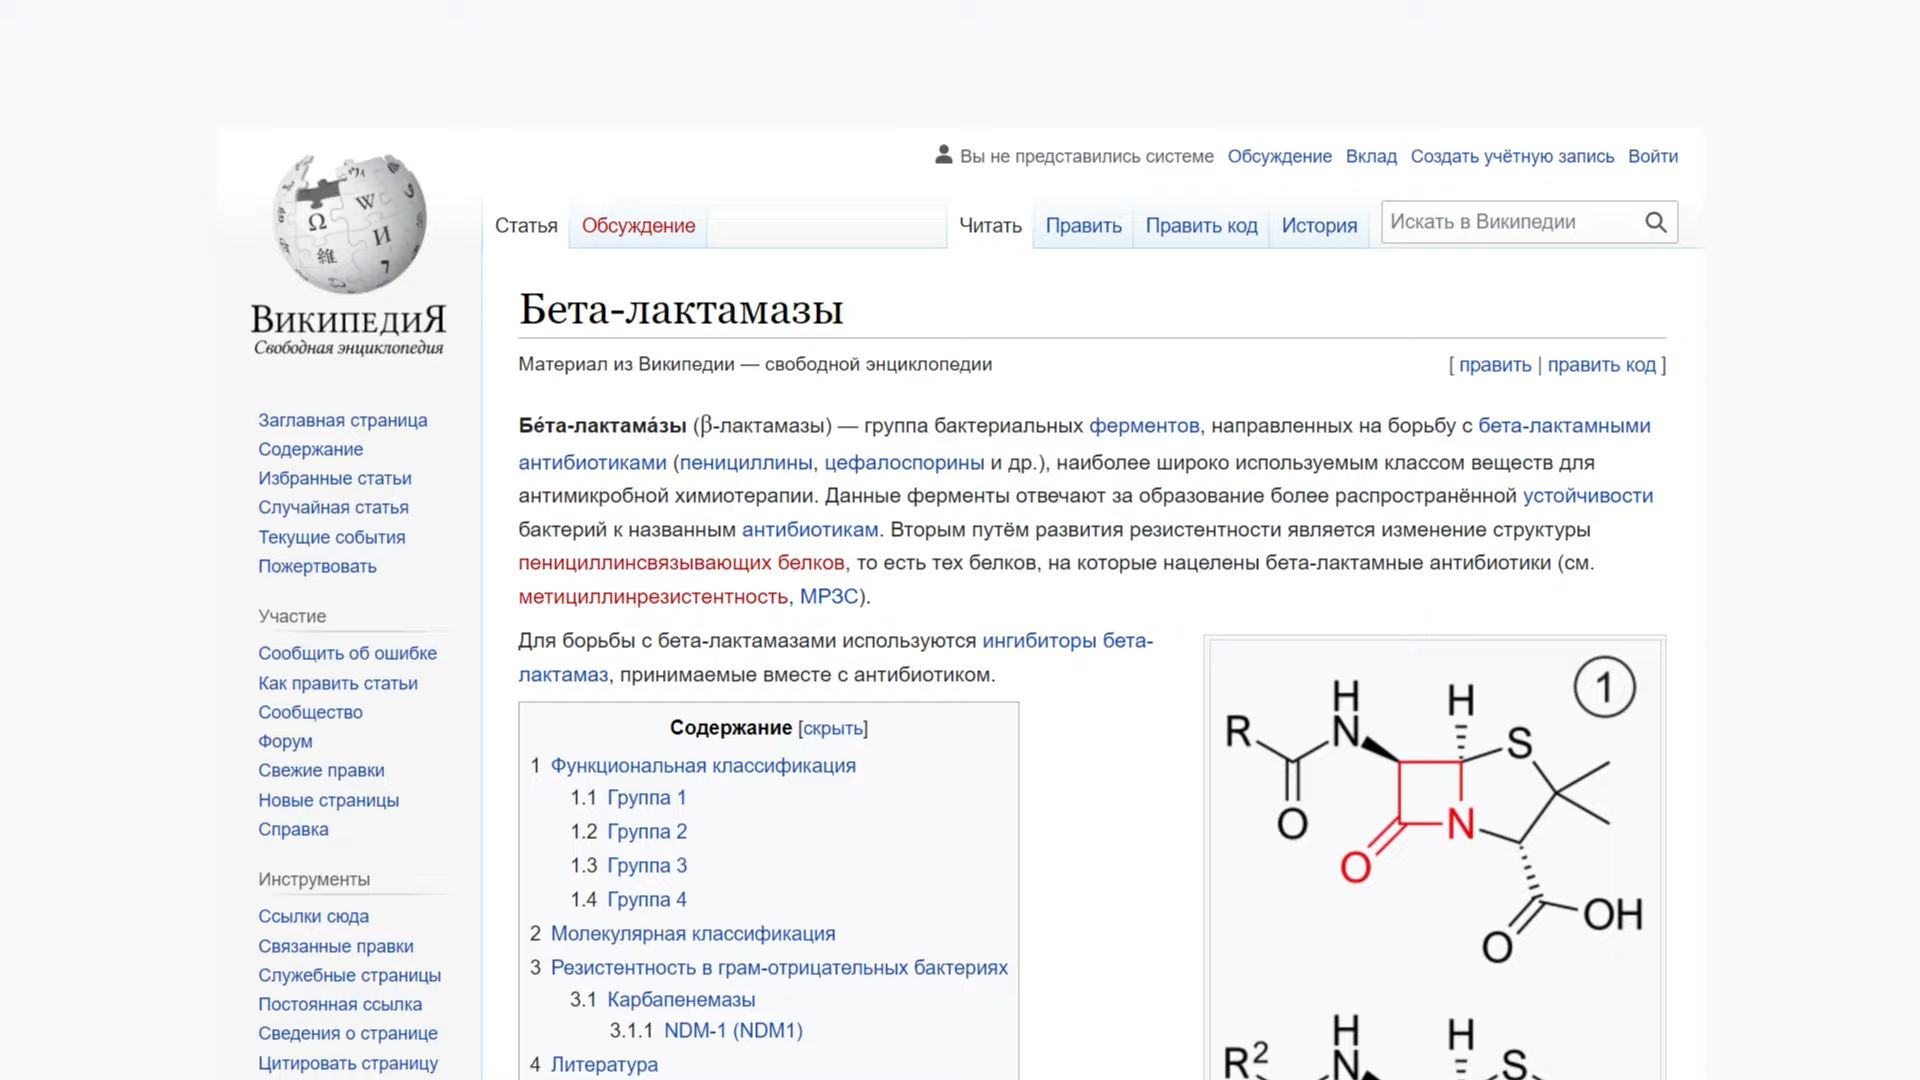 Вы не представились системе Обсуждение Вклад Создать учётную запись Войти
Статья Обсуждение Читать Править Править код История Искать в Википедии
Ω W И 維 7
ВИКИПЕДИЯ
Свободная энциклопедия
Заглавная страница
Содержание
Избранные статьи
Случайная статья
Текущие события
Пожертвовать
Участие
Сообщить об ошибке
Как править статьи
Сообщество
Форум
Свежие правки
Новые страницы
Справка
Инструменты
Ссылки сюда
Связанные правки
Служебные страницы
Постоянная ссылка
Сведения о странице
Цитировать страницу
Бета-лактамазы
Материал из Википедии — свободной энциклопедии [ править | править код ]
Бе́та-лактама́зы (β-лактамазы) — группа бактериальных ферментов, направленных на борьбу с бета-лактамными
антибиотиками (пенициллины, цефалоспорины и др.), наиболее широко используемым классом веществ для
антимикробной химиотерапии. Данные ферменты отвечают за образование более распространённой устойчивости
бактерий к названным антибиотикам. Вторым путём развития резистентности является изменение структуры
пенициллинсвязывающих белков, то есть тех белков, на которые нацелены бета-лактамные антибиотики (см.
метициллинрезистентность, МРЗС).
Для борьбы с бета-лактамазами используются ингибиторы бета-
лактамаз, принимаемые вместе с антибиотиком.
Содержание [скрыть]
1 Функциональная классификация
1.1 Группа 1
1.2 Группа 2
1.3 Группа 3
1.4 Группа 4
2 Молекулярная классификация
3 Резистентность в грам-отрицательных бактериях
3.1 Карбапенемазы
3.1.1 NDM-1 (NDM1)
4 Литература
1
H H
R N S
O N
O
OH
O
H H
R² N S